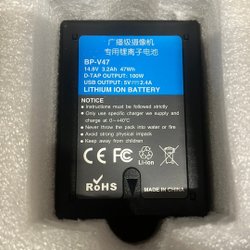 广播级摄像机
专用锂离子电池
BP-V47
14.8V 3.2Ah 47Wh
D-TAP OUTPUT: 100W
USB OUTPUT: 5V⎓2.4A
LITHIUM ION BATTERY
NOTICE
• Instructions must be followed strictly
• Only use specific charger we supply and surrounding
at 0~+40°C
• Never throw the pack into water or fire
• Avoid strong shocking impact
• Keep away from children
CE FC
Li-ion
RoHS
MADE IN CHINA